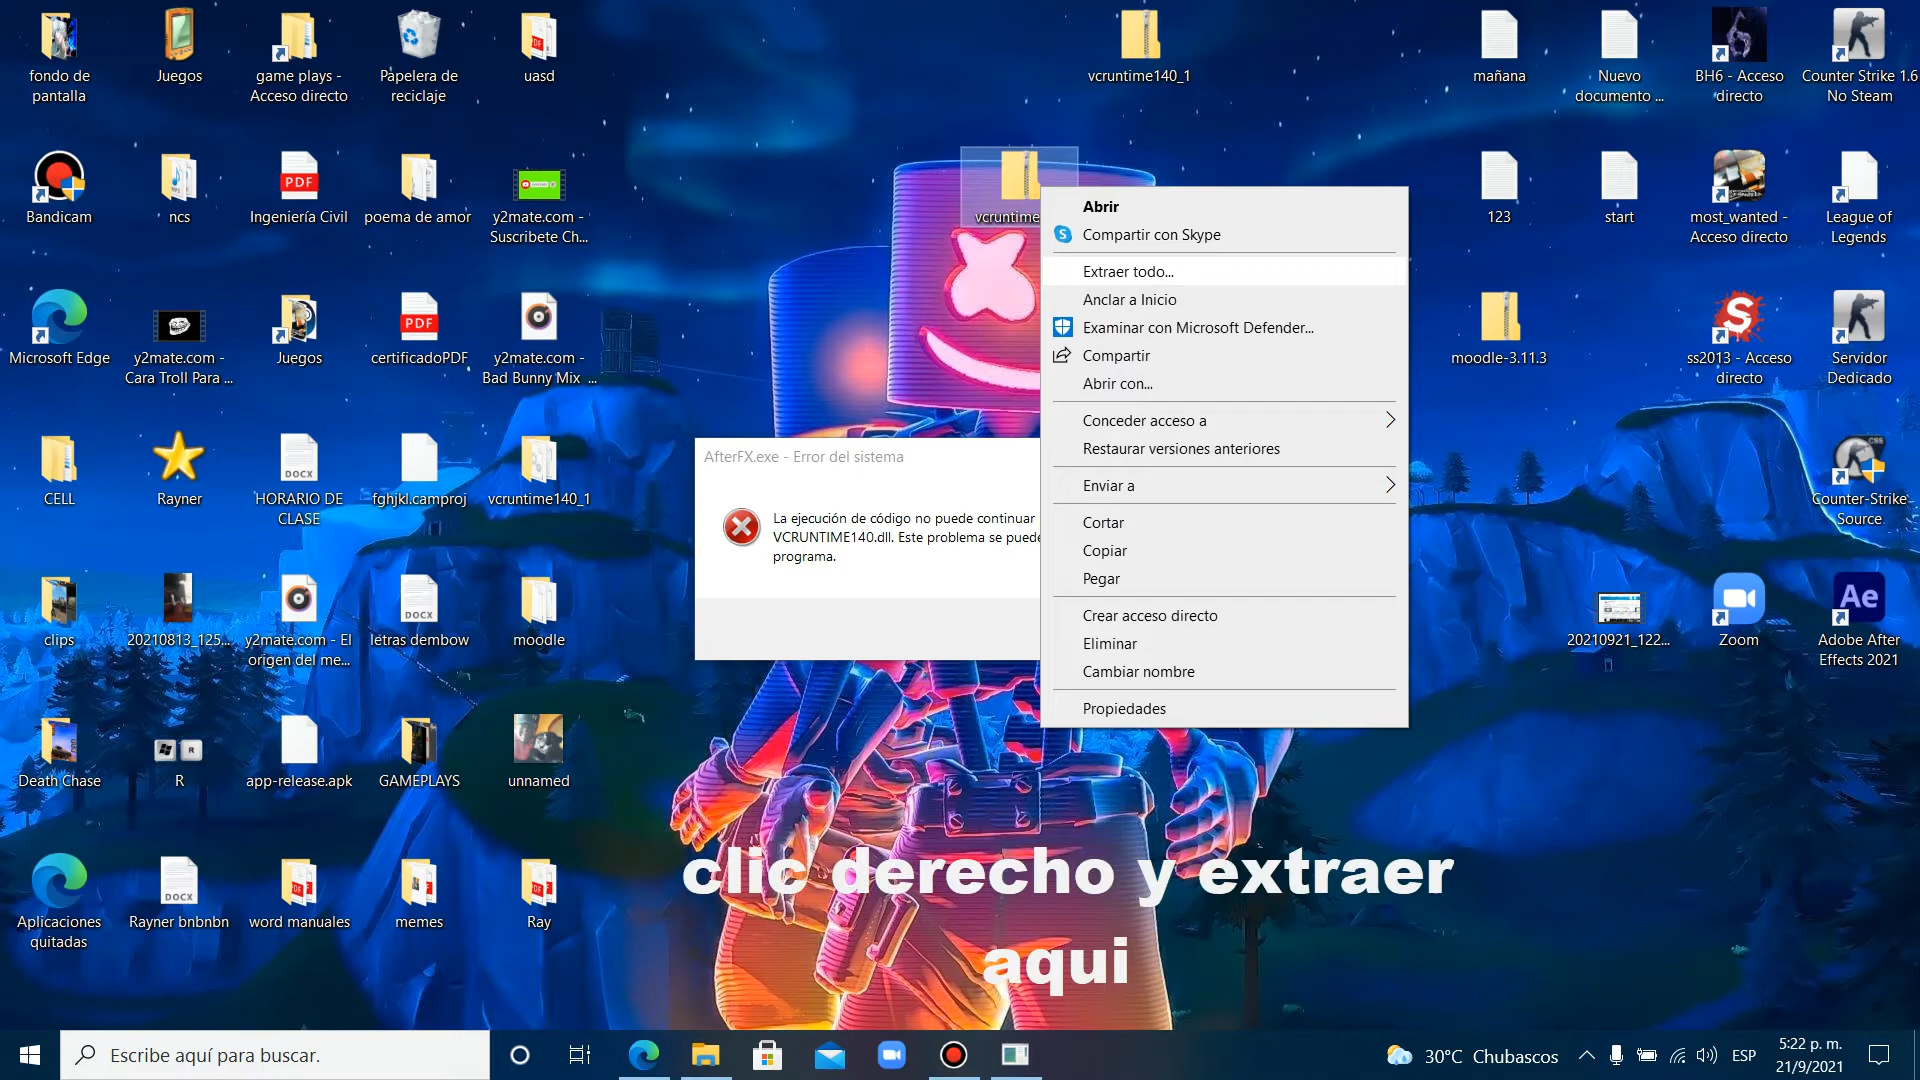 fondo de
pantalla
Juegos
game plays -
Acceso directo
Papelera de
reciclaje
uasd
vcruntime140_1
mañana
Nuevo
documento ...
BH6 - Acceso
directo
Counter Strike 1.6
No Steam
Bandicam
ncs
PDF
Ingeniería Civil
poema de amor
y2mate.com -
Suscribete Ch...
vcruntime
123
start
most_wanted -
Acceso directo
League of
Legends
Microsoft Edge
y2mate.com -
Cara Troll Para ...
Juegos
PDF
certificadoPDF
y2mate.com -
Bad Bunny Mix ...
moodle-3.11.3
ss2013 - Acceso
directo
Servidor
Dedicado
CELL
Rayner
DOCX
HORARIO DE
CLASE
fghjkl.camproj
vcruntime140_1
CSS
Counter-Strike
Source
clips
20210813_125...
y2mate.com - El
origen del me...
DOCX
letras dembow
moodle
20210921_122...
Zoom
Ae
Adobe After
Effects 2021
Death Chase
R
R
app-release.apk
GAMEPLAYS
unnamed
Aplicaciones
quitadas
DOCX
Rayner bnbnbn
word manuales
memes
Ray
Abrir
Compartir con Skype
Extraer todo...
Anclar a Inicio
Examinar con Microsoft Defender...
Compartir
Abrir con...
Conceder acceso a
Restaurar versiones anteriores
Enviar a
Cortar
Copiar
Pegar
Crear acceso directo
Eliminar
Cambiar nombre
Propiedades
AfterFX.exe - Error del sistema
La ejecución de código no puede continuar
VCRUNTIME140.dll. Este problema se puede
programa.
clic derecho y extraer
aqui
Escribe aquí para buscar.
30°C Chubascos
ESP
5:22 p. m.
21/9/2021